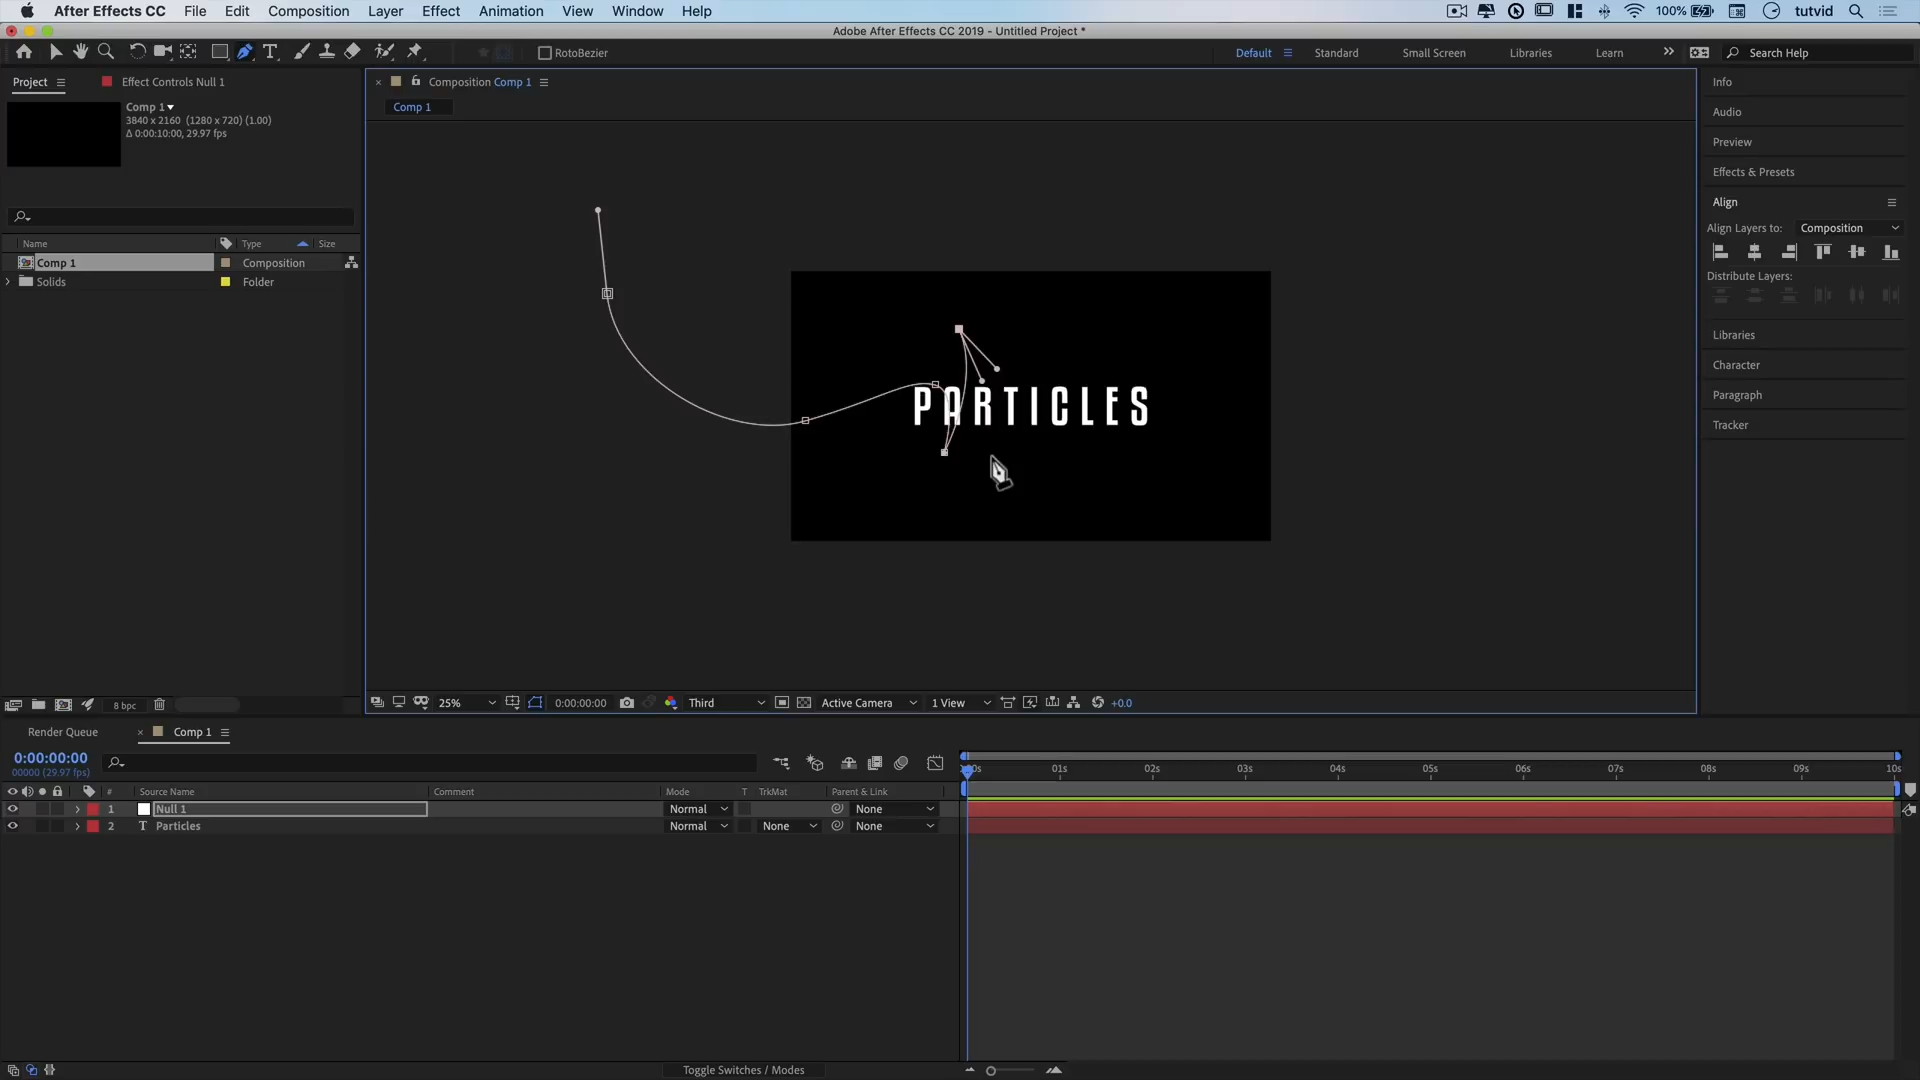 After Effects CC File Edit Composition Layer Effect Animation View Window Help 100% tutvid
Adobe After Effects CC 2019 - Untitled Project *
RotoBezier Default Standard Small Screen Libraries Learn Search Help
Project Effect Controls Null 1
Composition Comp 1
Comp 1
Comp 1
3840 x 2160 (1280 x 720) (1.00)
Δ 0:00:10:00, 29.97 fps
Name Type Size
Comp 1 Composition
Solids Folder
PARTICLES
Info
Audio
Preview
Effects & Presets
Align
Align Layers to: Composition
Distribute Layers:
Libraries
Character
Paragraph
Tracker
8 bpc
25% 0:00:00:00 Third Active Camera 1 View +0.0
Render Queue Comp 1
0:00:00:00
00000 (29.97 fps)
# Source Name Comment Mode T TrkMat Parent & Link
1 Null 1 Normal None
2 Particles Normal None None
01s 02s 03s 04s 05s 06s 07s 08s 09s 10s
Toggle Switches / Modes